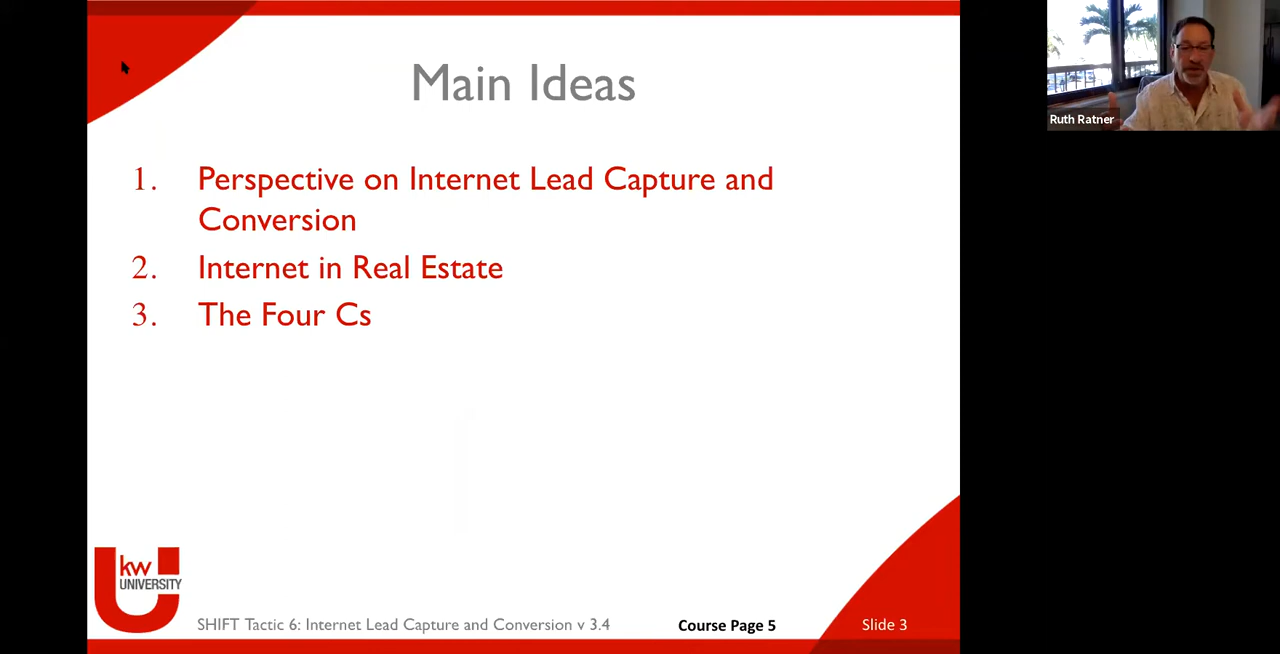 Main Ideas
1. Perspective on Internet Lead Capture and
Conversion
2. Internet in Real Estate
3. The Four Cs
kw
UNIVERSITY
SHIFT Tactic 6: Internet Lead Capture and Conversion v 3.4
Course Page 5
Slide 3
Ruth Ratner